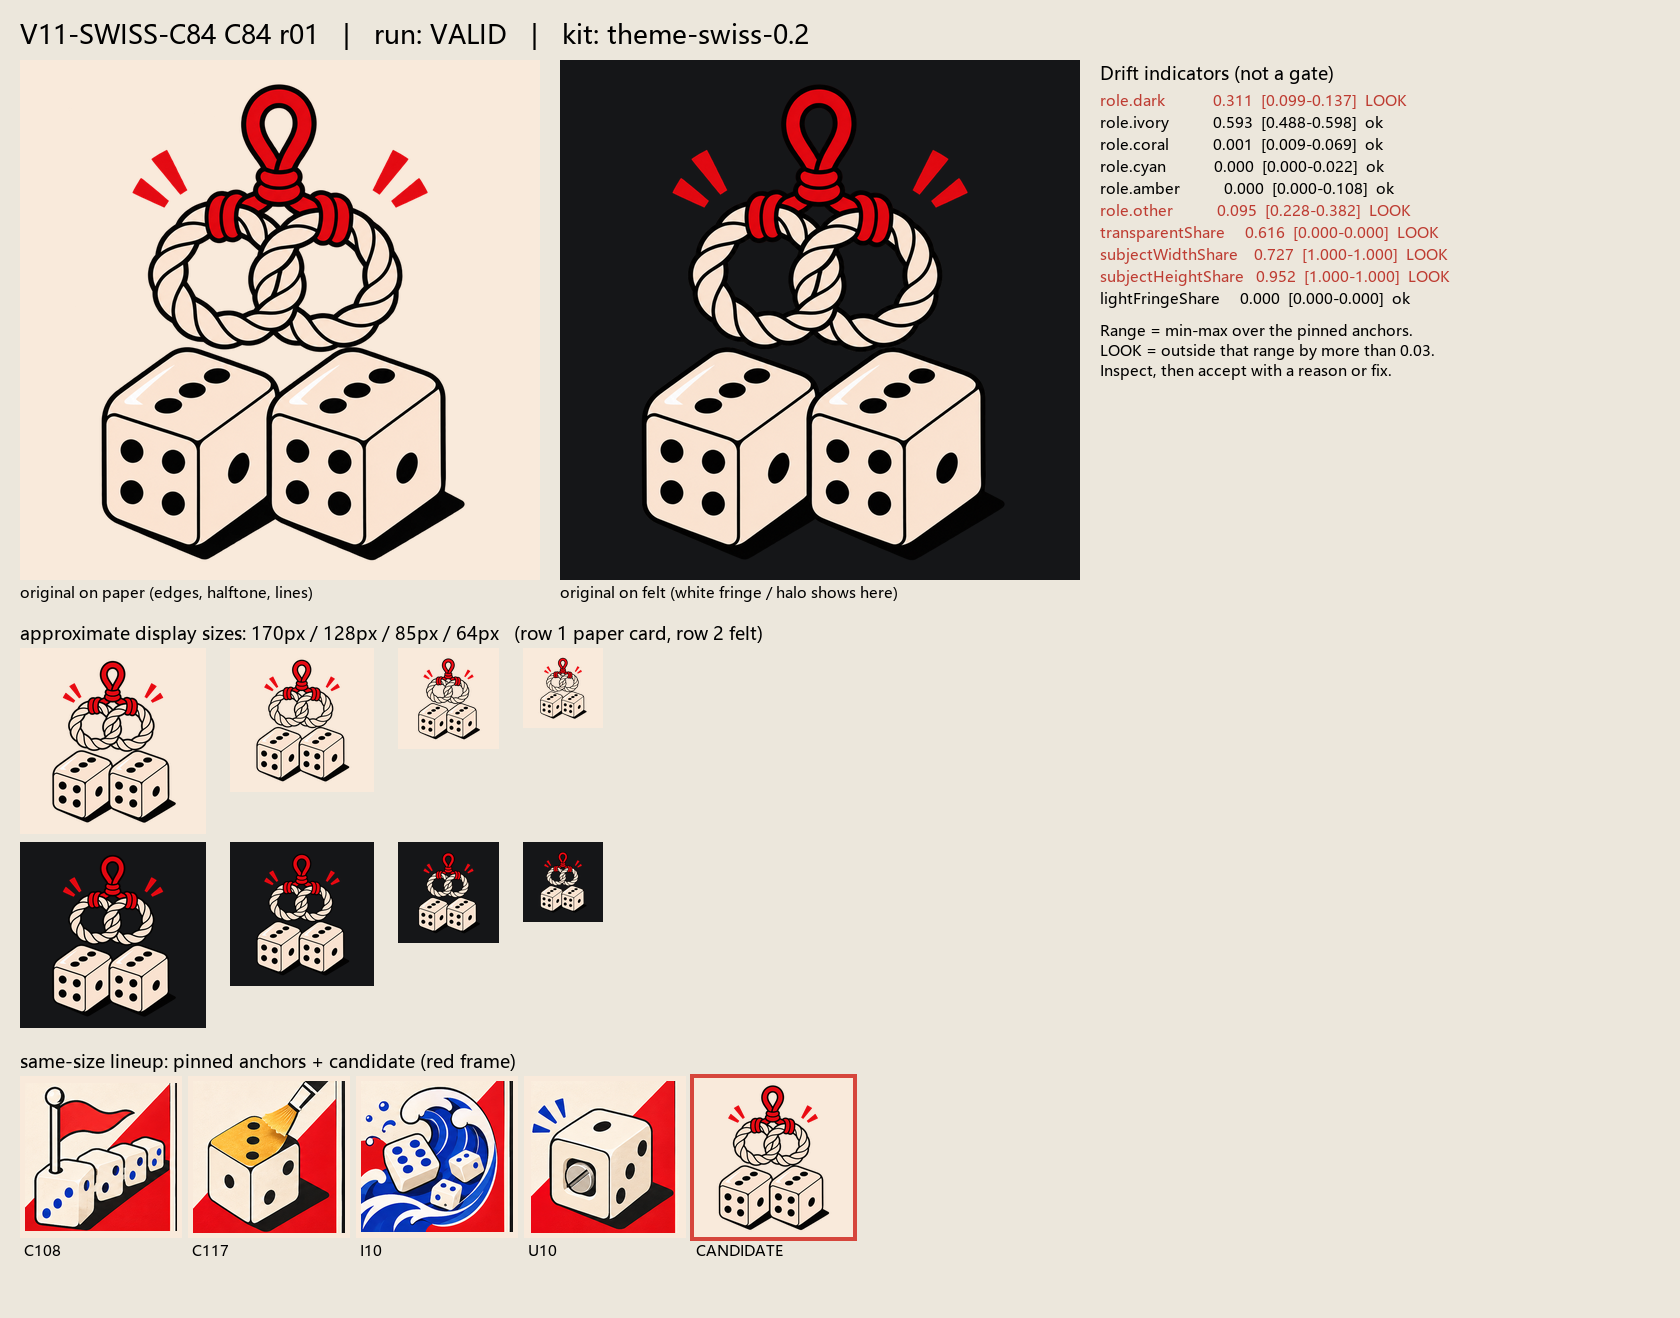 V11-SWISS-C84 C84 r01 | run: VALID | kit: theme-swiss-0.2
Drift indicators (not a gate)
role.dark 0.311 [0.099-0.137] LOOK
role.ivory 0.593 [0.488-0.598] ok
role.coral 0.001 [0.009-0.069] ok
role.cyan 0.000 [0.000-0.022] ok
role.amber 0.000 [0.000-0.108] ok
role.other 0.095 [0.228-0.382] LOOK
transparentShare 0.616 [0.000-0.000] LOOK
subjectWidthShare 0.727 [1.000-1.000] LOOK
subjectHeightShare 0.952 [1.000-1.000] LOOK
lightFringeShare 0.000 [0.000-0.000] ok
Range = min-max over the pinned anchors.
LOOK = outside that range by more than 0.03.
Inspect, then accept with a reason or fix.
original on paper (edges, halftone, lines)
original on felt (white fringe / halo shows here)
approximate display sizes: 170px / 128px / 85px / 64px (row 1 paper card, row 2 felt)
same-size lineup: pinned anchors + candidate (red frame)
C108
C117
I10
U10
CANDIDATE